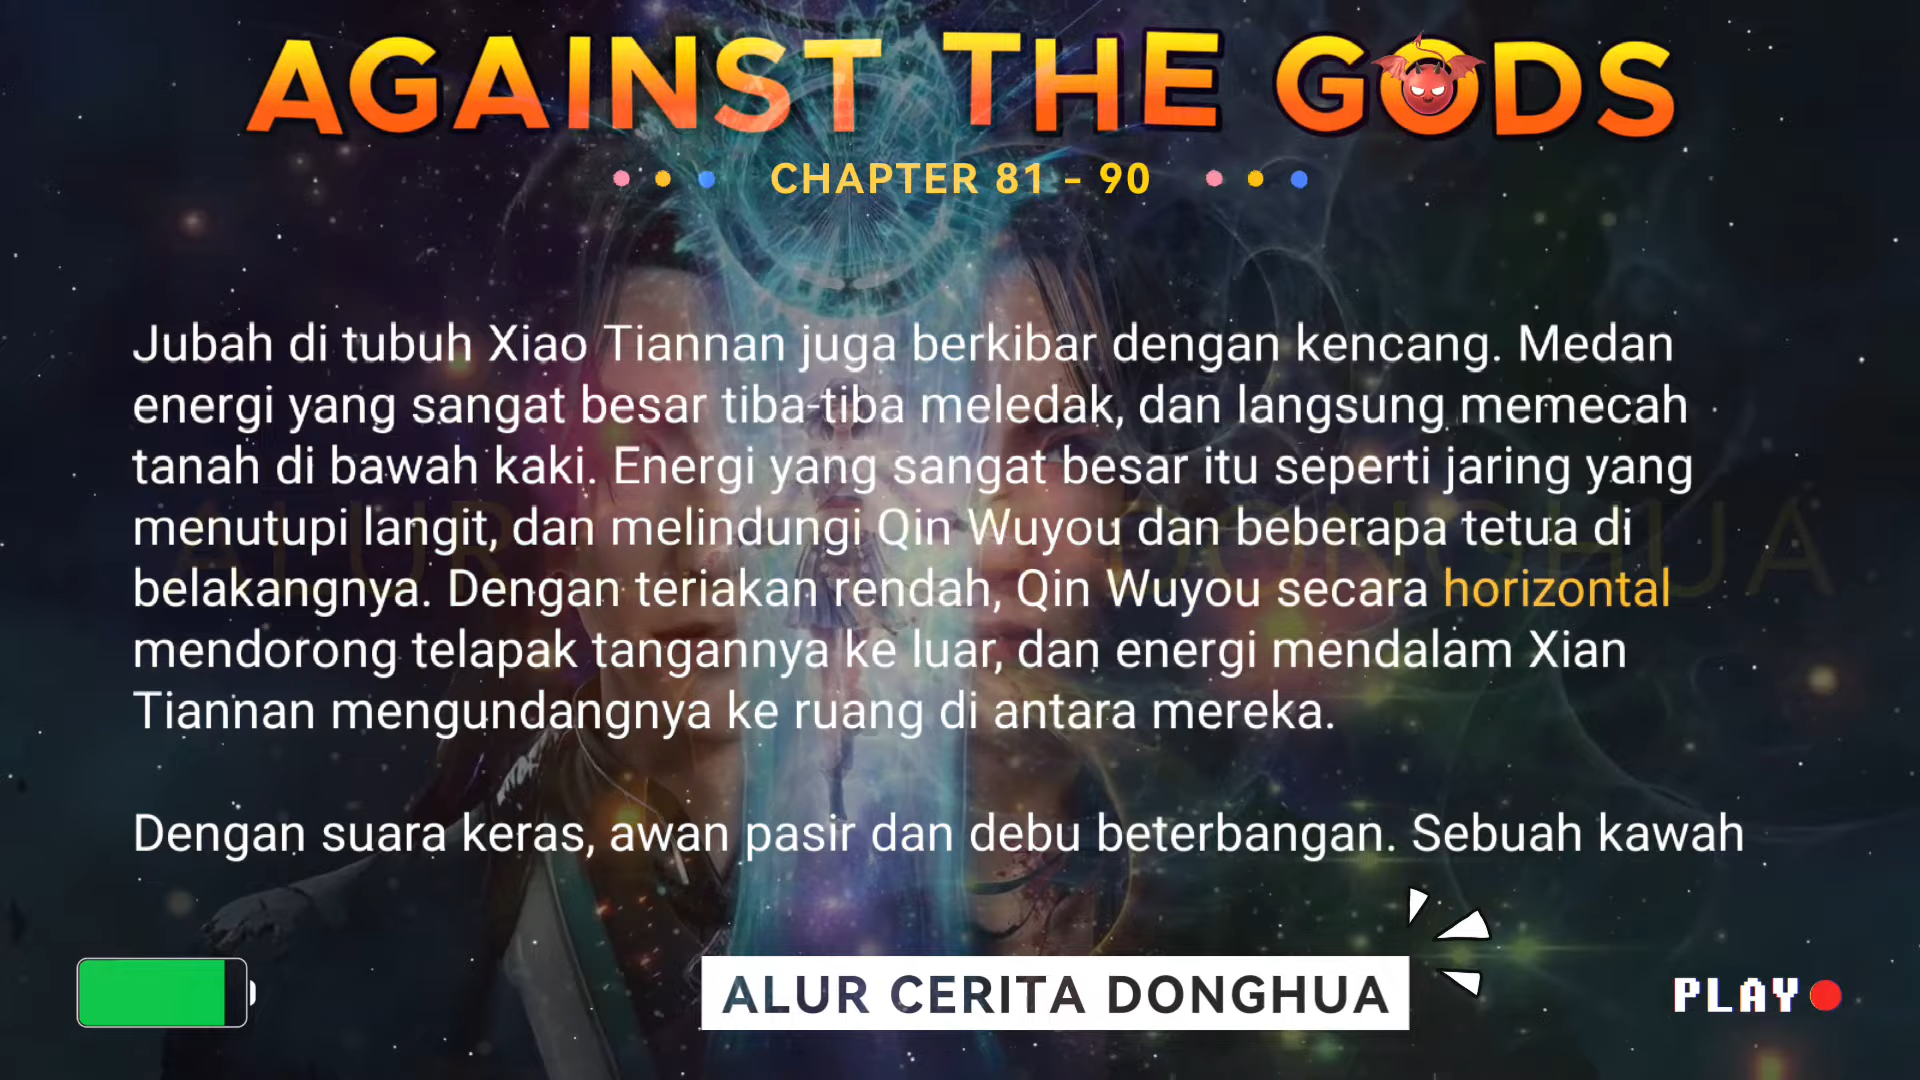 AGAINST THE GODS
CHAPTER 81 - 90
Jubah di tubuh Xiao Tiannan juga berkibar dengan kencang. Medan
energi yang sangat besar tiba-tiba meledak, dan langsung memecah
tanah di bawah kaki. Energi yang sangat besar itu seperti jaring yang
menutupi langit, dan melindungi Qin Wuyou dan beberapa tetua di
belakangnya. Dengan teriakan rendah, Qin Wuyou secara horizontal
mendorong telapak tangannya ke luar, dan energi mendalam Xian
Tiannan mengundangnya ke ruang di antara mereka.
Dengan suara keras, awan pasir dan debu beterbangan. Sebuah kawah
ALUR CERITA DONGHUA
PLAY